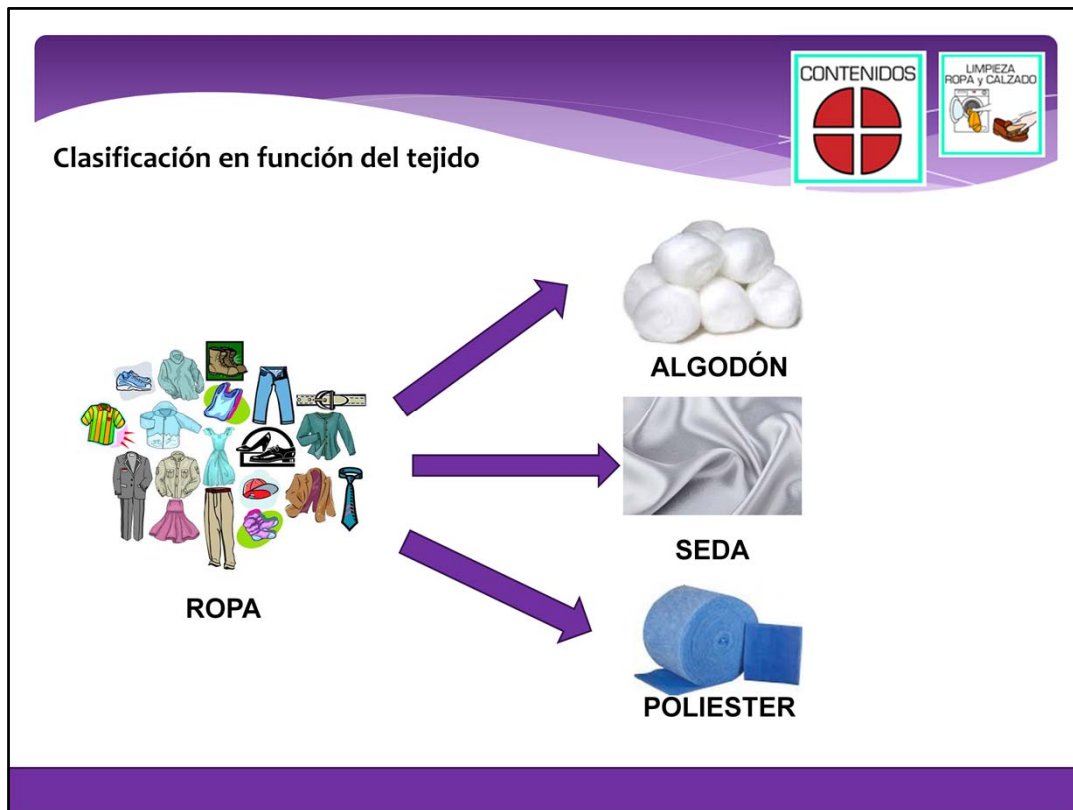 CONTENIDOS
LIMPIEZA
ROPA y CALZADO
Clasificación en función del tejido
ALGODÓN
SEDA
ROPA
POLIESTER